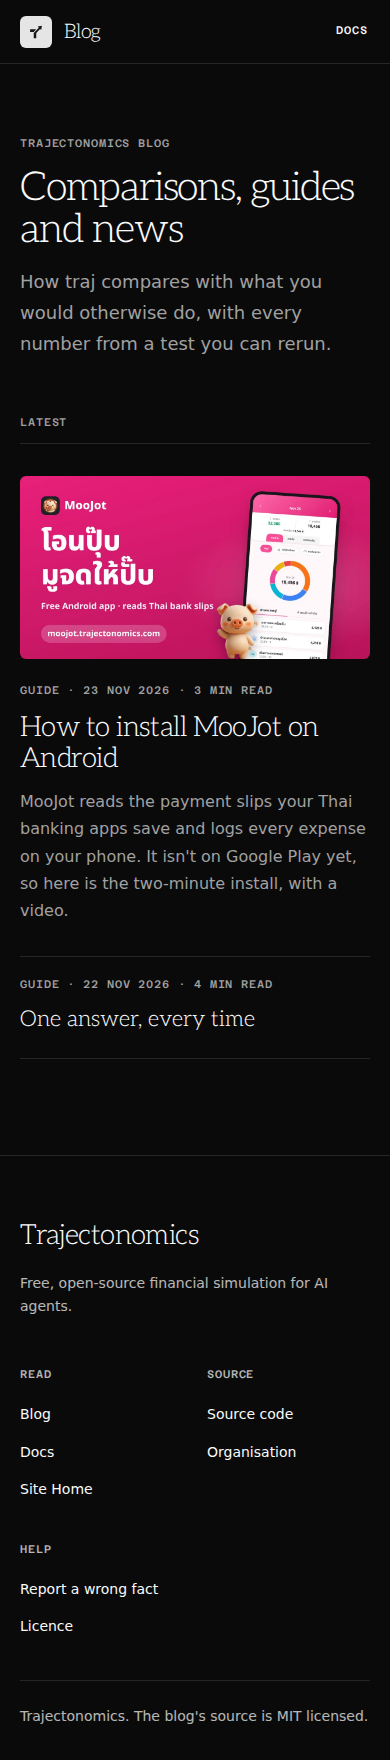 Blog
DOCS
TRAJECTONOMICS BLOG
Comparisons, guides
and news
How traj compares with what you
would otherwise do, with every
number from a test you can rerun.
LATEST
MooJot
โอนปุ๊บ
มูจดให้ปั๊บ
Free Android app · reads Thai bank slips
moojot.trajectonomics.com
GUIDE · 23 NOV 2026 · 3 MIN READ
How to install MooJot on
Android
MooJot reads the payment slips your Thai
banking apps save and logs every expense
on your phone. It isn't on Google Play yet,
so here is the two-minute install, with a
video.
GUIDE · 22 NOV 2026 · 4 MIN READ
One answer, every time
Trajectonomics
Free, open-source financial simulation for AI
agents.
READ
SOURCE
Blog
Source code
Docs
Organisation
Site Home
HELP
Report a wrong fact
Licence
Trajectonomics. The blog's source is MIT licensed.